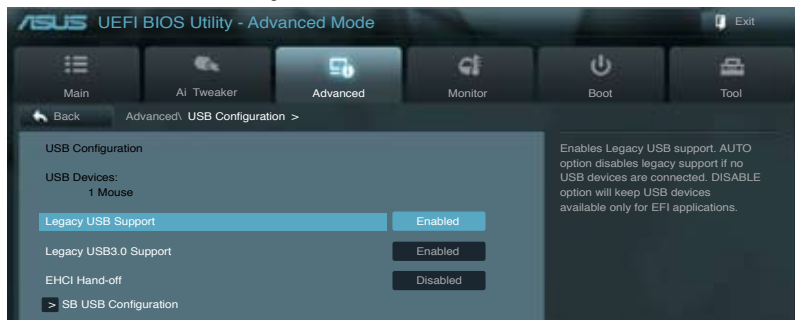 ASUS UEFI BIOS Utility - Advanced Mode
Exit
Main
Ai Tweaker
Advanced
Monitor
Boot
Tool
Back
Advanced\ USB Configuration >
USB Configuration
USB Devices:
1 Mouse
Legacy USB Support Enabled
Legacy USB3.0 Support Enabled
EHCI Hand-off Disabled
> SB USB Configuration
Enables Legacy USB support. AUTO
option disables legacy support if no
USB devices are connected. DISABLE
option will keep USB devices
available only for EFI applications.